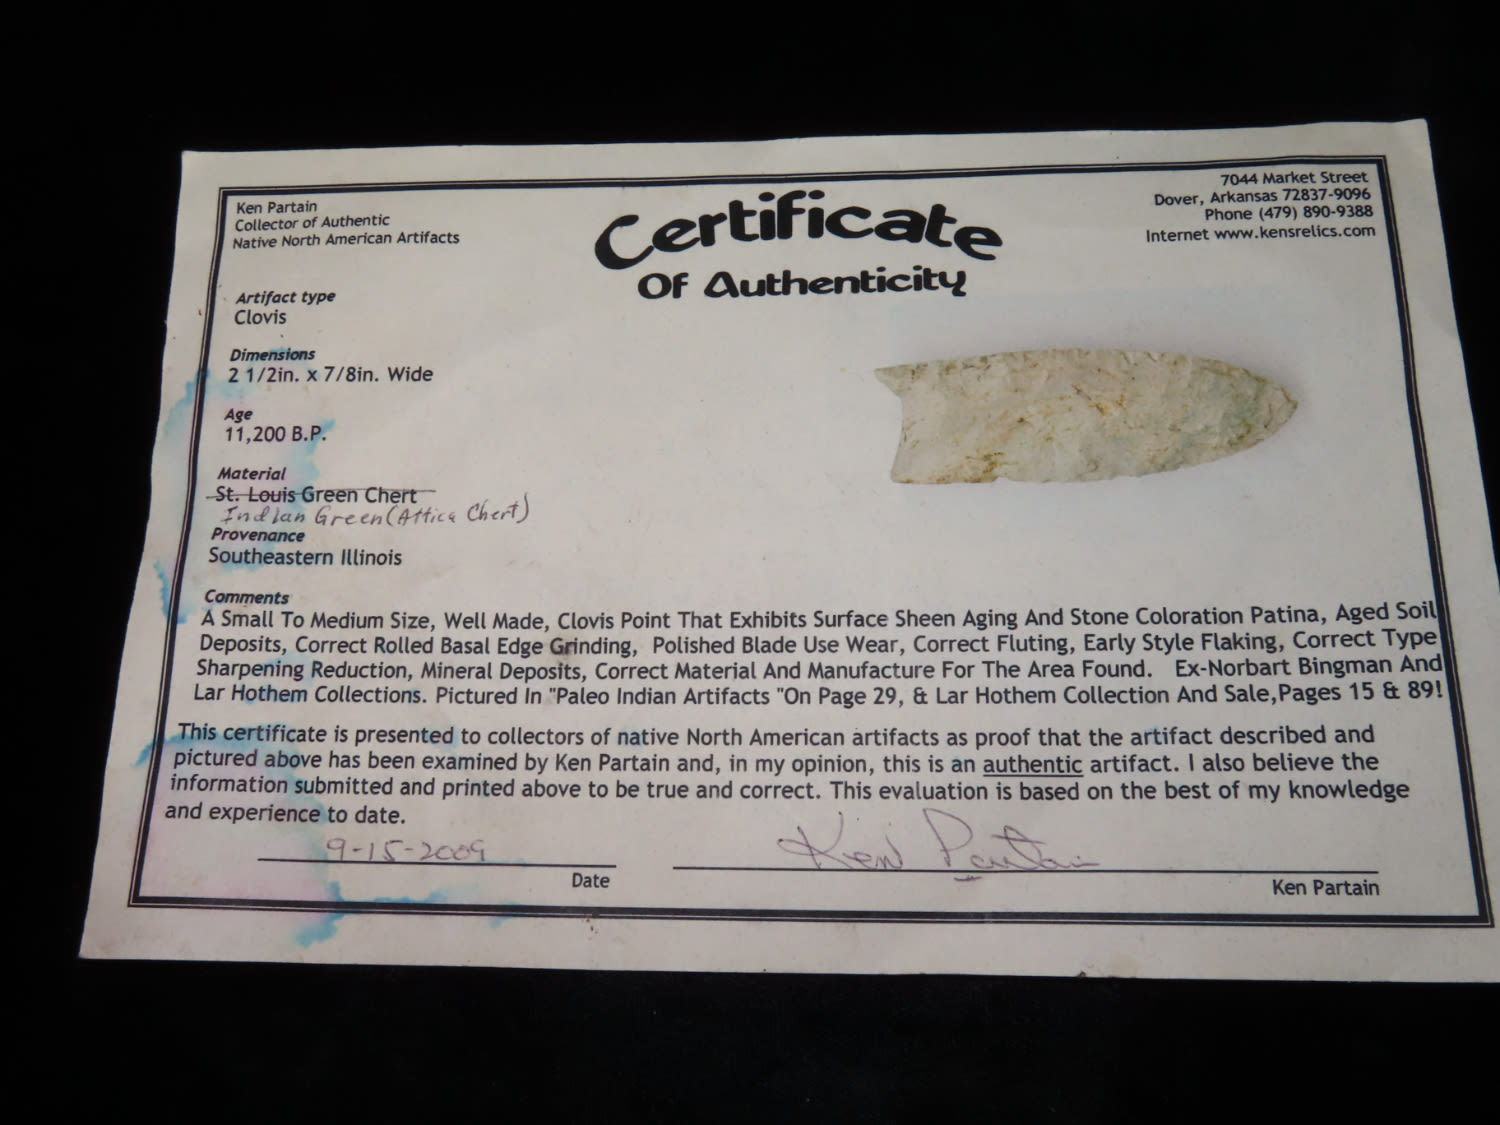 Ken Partain
Collector of Authentic
Native North American Artifacts
Certificate
Of Authenticity
7044 Market Street
Dover, Arkansas 72837-9096
Phone (479) 890-9388
Internet www.kensrelics.com
Artifact type
Clovis
Dimensions
2 1/2in. x 7/8in. Wide
Age
11,200 B.P.
Material
St. Louis Green Chert
Indian Green (Attica Chert)
Provenance
Southeastern Illinois
Comments
A Small To Medium Size, Well Made, Clovis Point That Exhibits Surface Sheen Aging And Stone Coloration Patina, Aged Soil
Deposits, Correct Rolled Basal Edge Grinding, Polished Blade Use Wear, Correct Fluting, Early Style Flaking, Correct Type
Sharpening Reduction, Mineral Deposits, Correct Material And Manufacture For The Area Found. Ex-Norbart Bingman And
Lar Hothem Collections. Pictured In "Paleo Indian Artifacts "On Page 29, & Lar Hothem Collection And Sale,Pages 15 & 89!
This certificate is presented to collectors of native North American artifacts as proof that the artifact described and
pictured above has been examined by Ken Partain and, in my opinion, this is an authentic artifact. I also believe the
information submitted and printed above to be true and correct. This evaluation is based on the best of my knowledge
and experience to date.
9-15-2009
Ken Partain
Date
Ken Partain